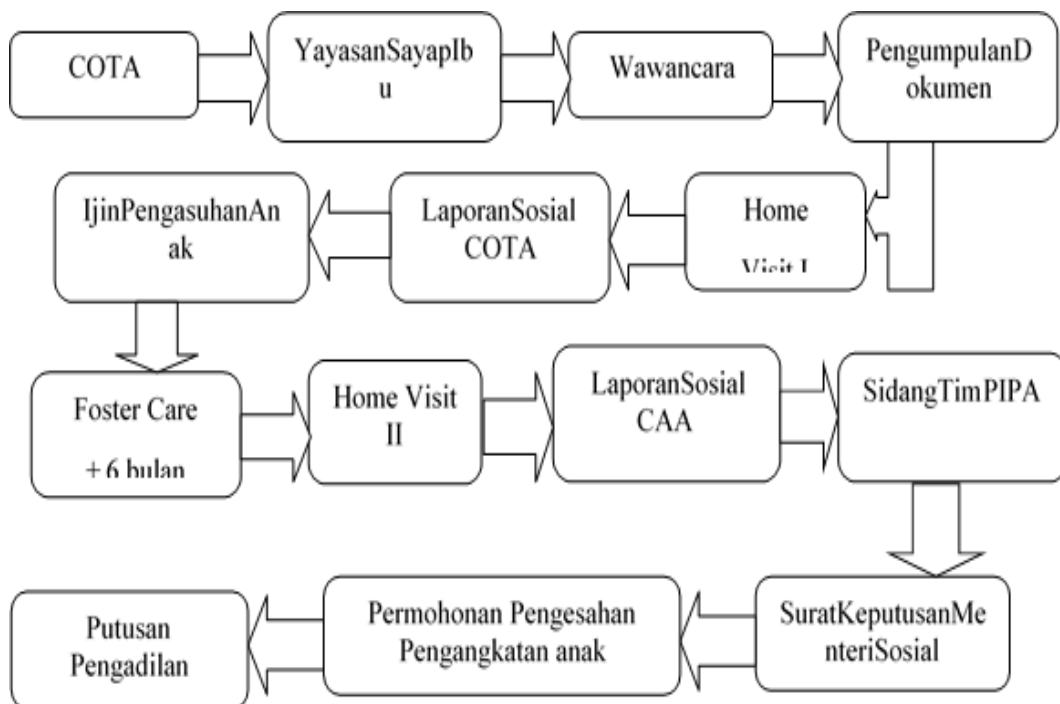 COTA
YayasanSayapIb
u
Wawancara
PengumpulanD
okumen
Home
Visit I
LaporanSosial
COTA
IjinPengasuhanAn
ak
Foster Care
+ 6 bulan
Home Visit
II
LaporanSosial
CAA
SidangTimPIPA
SuratKeputusanMe
nteriSosial
Permohonan Pengesahan
Pengangkatan anak
Putusan
Pengadilan